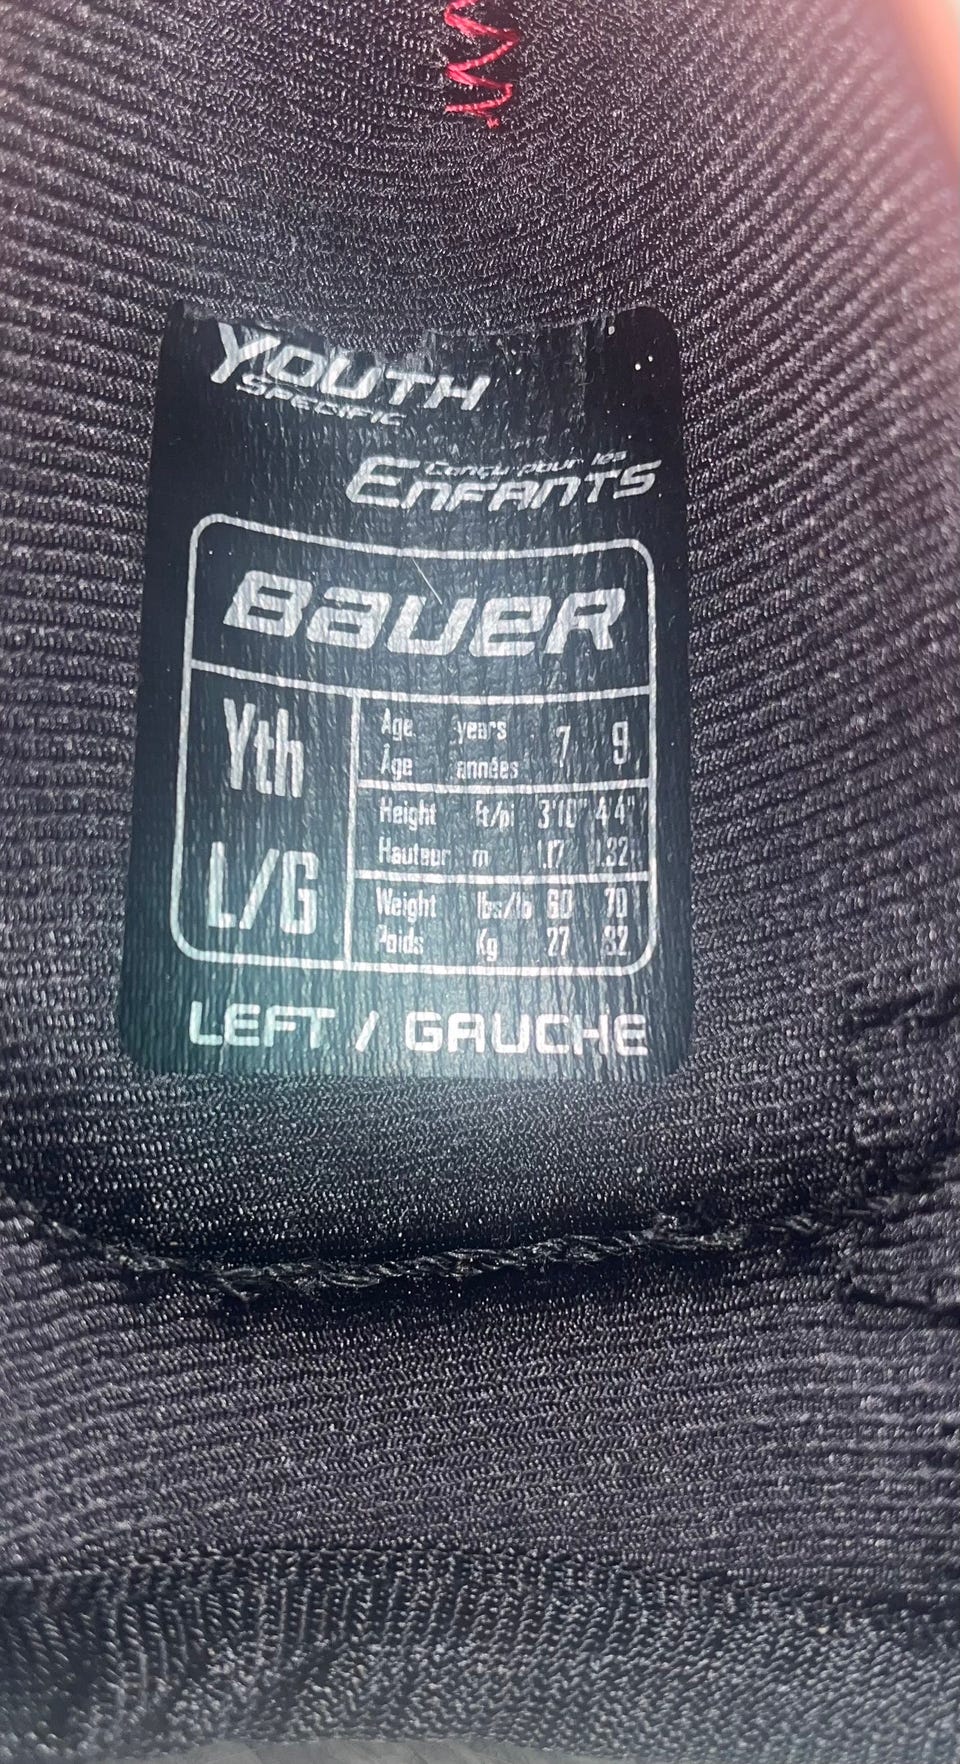 YOUTH
SPECIFIC
Conçu pour les
ENFANTS
BAUER
Yth
L/G
Age years 7 9
Âge années
Height ft/pi 3'10" 4'4"
Hauteur m 1.17 1.32
Weight lbs/lb 60 70
Poids Kg 27 32
LEFT / GAUCHE